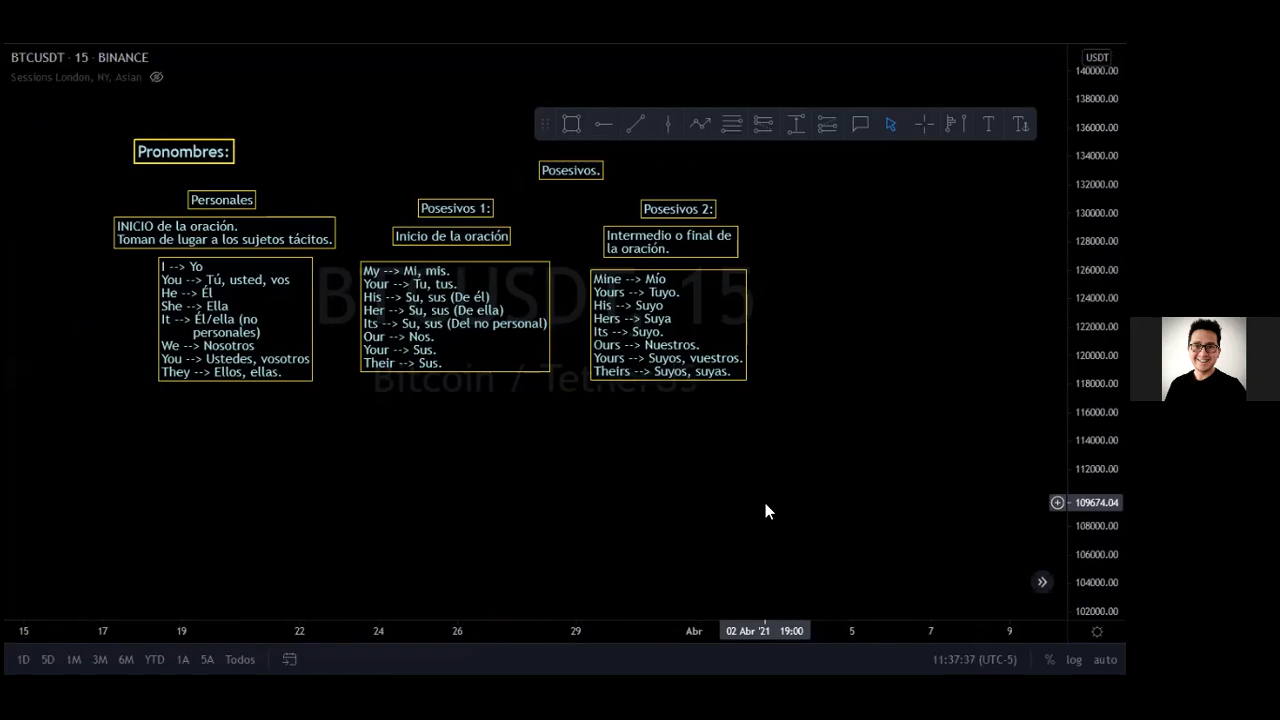 BTCUSDT · 15 · BINANCE
Sessions London, NY, Asian
USDT
Pronombres:
Posesivos.
Personales
INICIO de la oración.
Toman de lugar a los sujetos tácitos.
I --> Yo
You --> Tú, usted, vos
He --> Él
She --> Ella
It --> Él/ella (no
personales)
We --> Nosotros
You --> Ustedes, vosotros
They --> Ellos, ellas.
Posesivos 1:
Inicio de la oración
My --> Mi, mis.
Your --> Tu, tus.
His --> Su, sus (De él)
Her --> Su, sus (De ella)
Its --> Su, sus (Del no personal)
Our --> Nos.
Your --> Sus.
Their --> Sus.
Posesivos 2:
Intermedio o final de
la oración.
Mine --> Mío
Yours --> Tuyo.
His --> Suyo
Hers --> Suya
Its --> Suyo.
Ours --> Nuestros.
Yours --> Suyos, vuestros.
Theirs --> Suyos, suyas.
BTCUSDT, 15
Bitcoin / TetherUS
140000.00
138000.00
136000.00
134000.00
132000.00
130000.00
128000.00
126000.00
124000.00
122000.00
120000.00
118000.00
116000.00
114000.00
112000.00
109674.04
108000.00
106000.00
104000.00
102000.00
15 17 19 22 24 26 29 Abr 02 Abr '21 19:00 5 7 9
1D 5D 1M 3M 6M YTD 1A 5A Todos 11:37:37 (UTC-5) % log auto